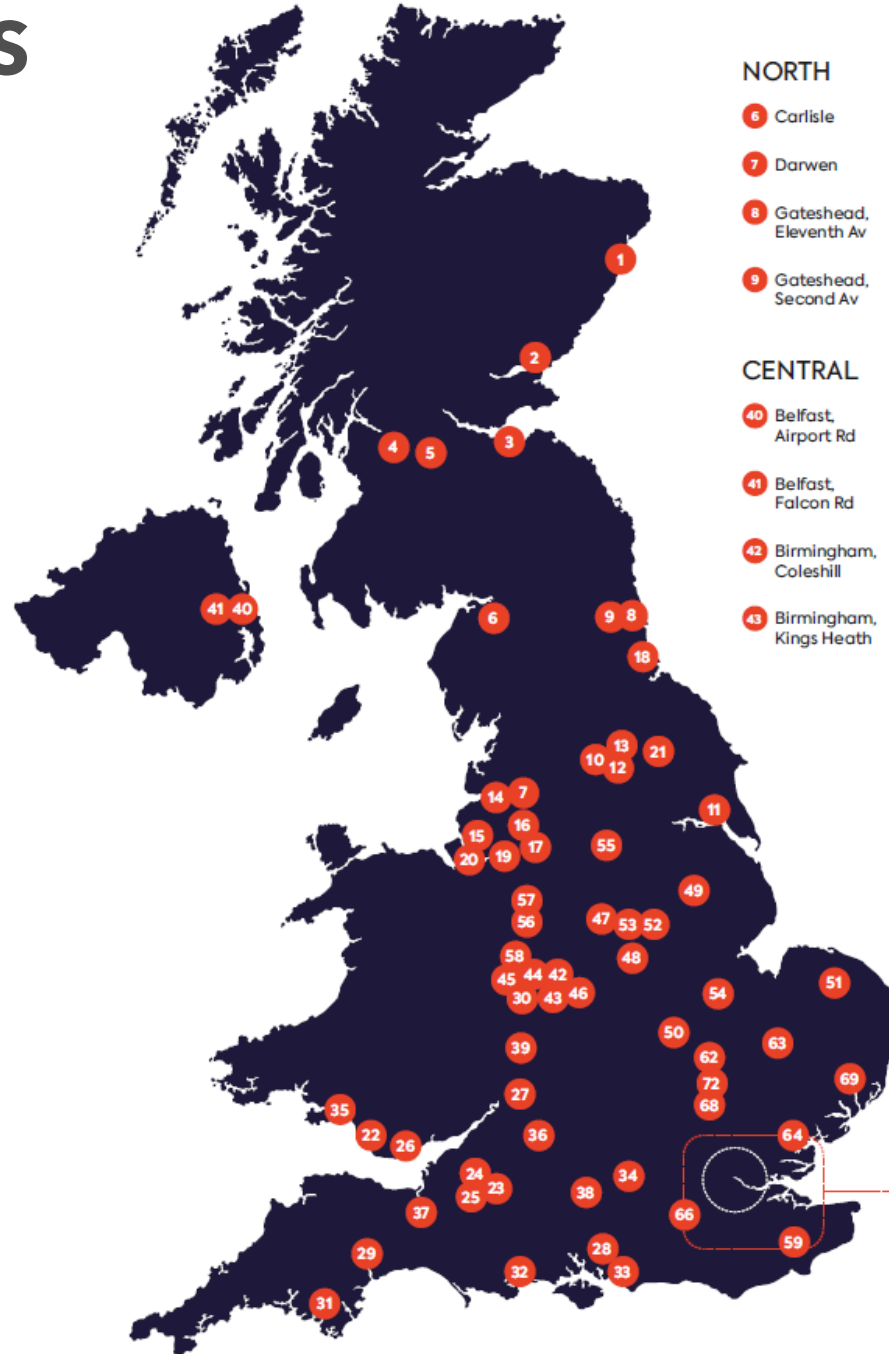 s
NORTH
6 Carlisle
7 Darwen
8 Gateshead,
Eleventh Av
9 Gateshead,
Second Av
CENTRAL
40 Belfast,
Airport Rd
41 Belfast,
Falcon Rd
42 Birmingham,
Coleshill
43 Birmingham,
Kings Heath
1
2
3
4
5
41 40
6
9 8
18
13
10
12
21
14 7
11
16
15
17
20 19
55
57
49
56
47 53 52
58
48
45 44 42
30 43 46
54
51
50
39
62
63
72
27
69
68
35
22
26
36
64
24
23
25
34
38
37
66
28
59
29
32
33
31